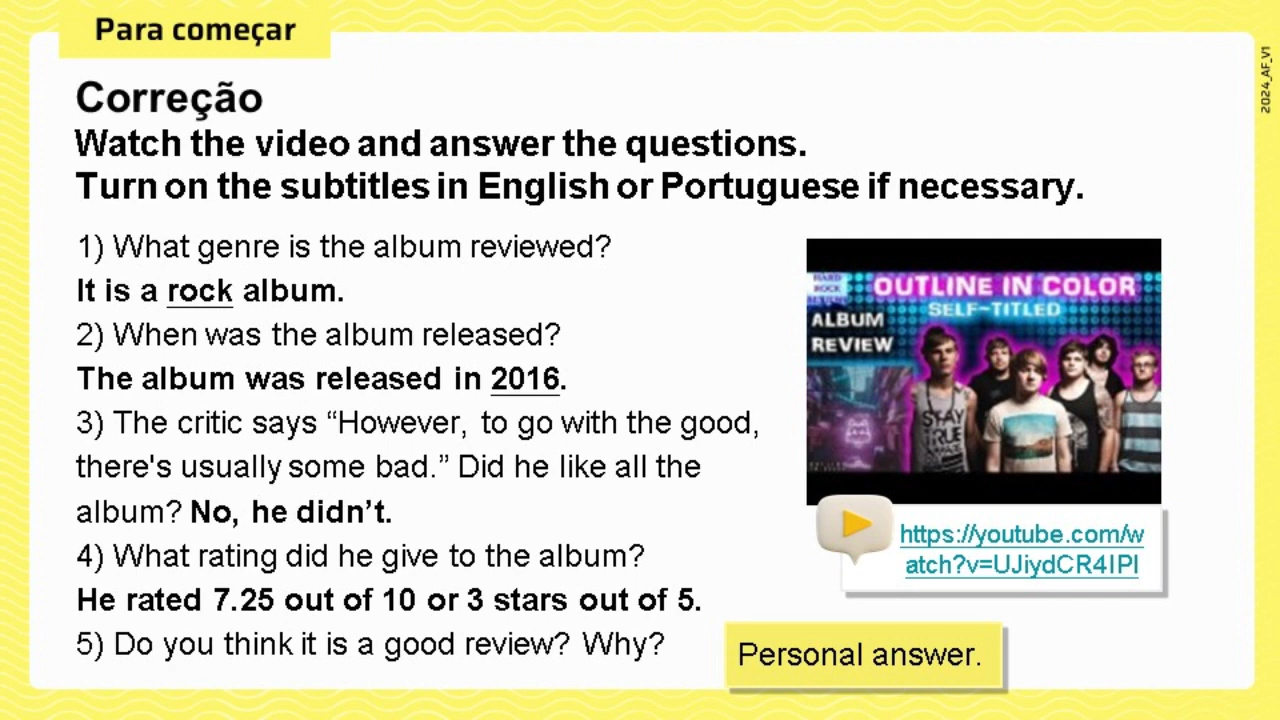 Para começar
2024_AF_V1
Correção
Watch the video and answer the questions.
Turn on the subtitles in English or Portuguese if necessary.
1) What genre is the album reviewed?
It is a rock album.
2) When was the album released?
The album was released in 2016.
3) The critic says “However, to go with the good,
there's usually some bad.” Did he like all the
album? No, he didn’t.
4) What rating did he give to the album?
He rated 7.25 out of 10 or 3 stars out of 5.
5) Do you think it is a good review? Why?
Personal answer.
HARD
ROCK
OUTLINE IN COLOR
SELF-TITLED
ALBUM
REVIEW
STAY
TRUE
https://youtube.com/w
atch?v=UJiydCR4IPI